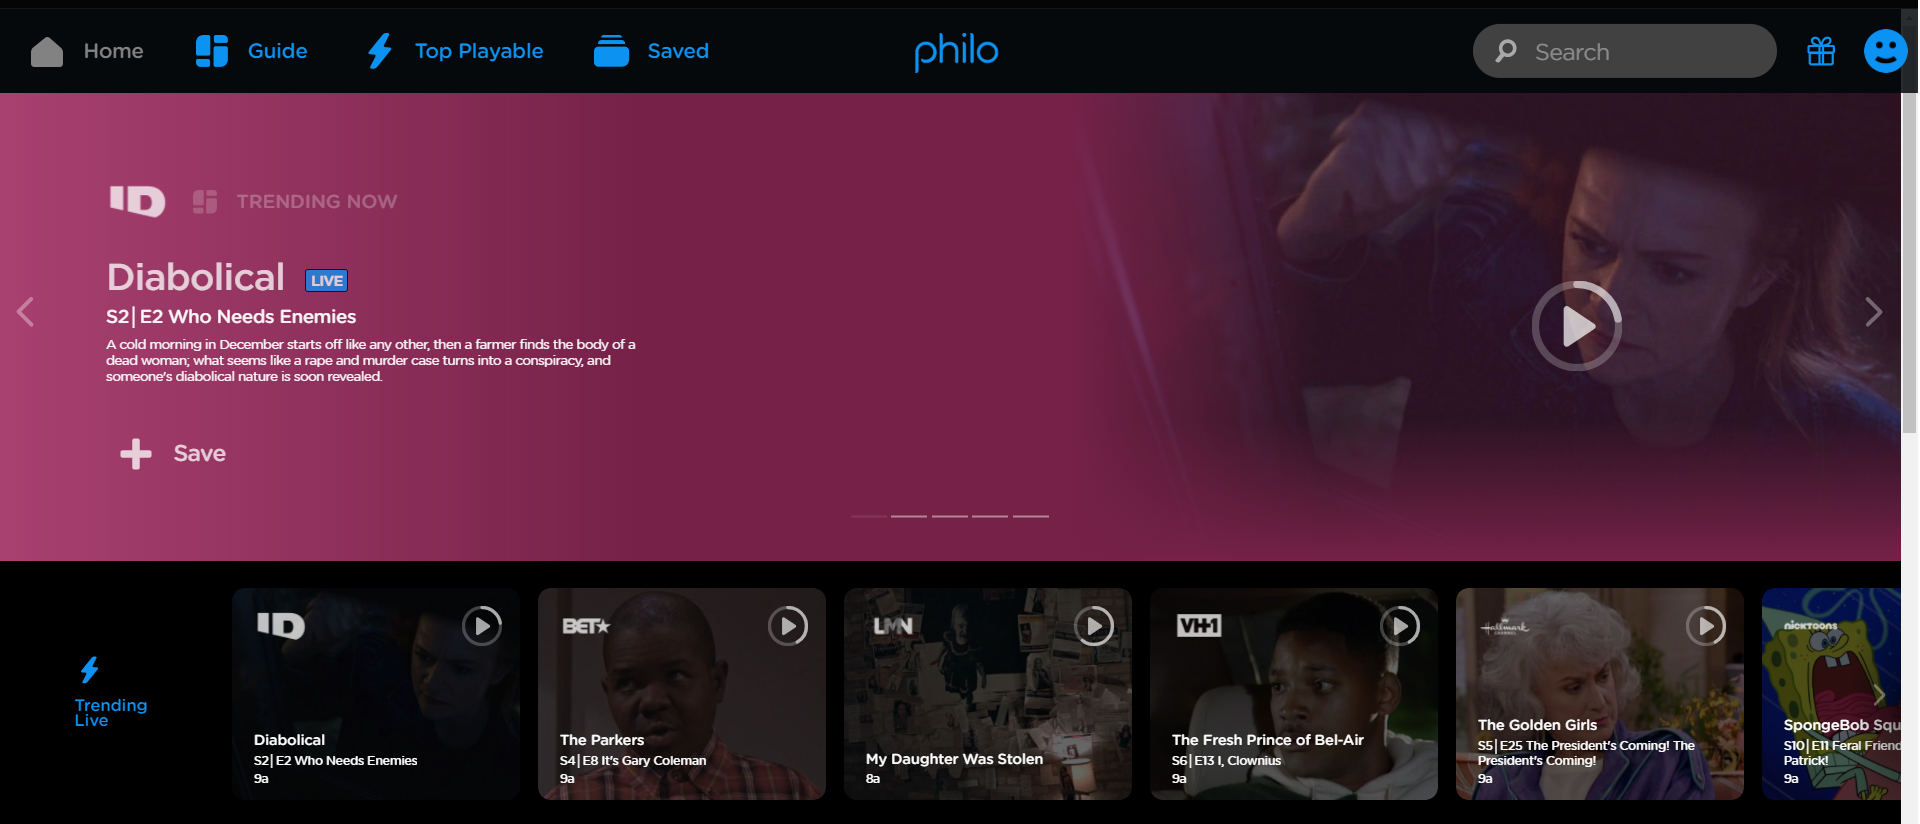 Home
Guide
Top Playable
Saved
philo
Search
ID
TRENDING NOW
Diabolical
LIVE
S2|E2 Who Needs Enemies
A cold morning in December starts off like any other, then a farmer finds the body of a
dead woman; what seems like a rape and murder case turns into a conspiracy, and
someone's diabolical nature is soon revealed.
Save
Trending
Live
ID
Diabolical
S2|E2 Who Needs Enemies
9a
BET
The Parkers
S4|E8 It's Gary Coleman
9a
LMN
My Daughter Was Stolen
8a
VH1
The Fresh Prince of Bel-Air
S6|E13 I, Clownius
9a
Hallmark
CHANNEL
The Golden Girls
S5|E25 The President's Coming! The
President's Coming!
9a
nicktoons
SpongeBob Squ
S10|E11 Feral Friend
Patrick!
9a